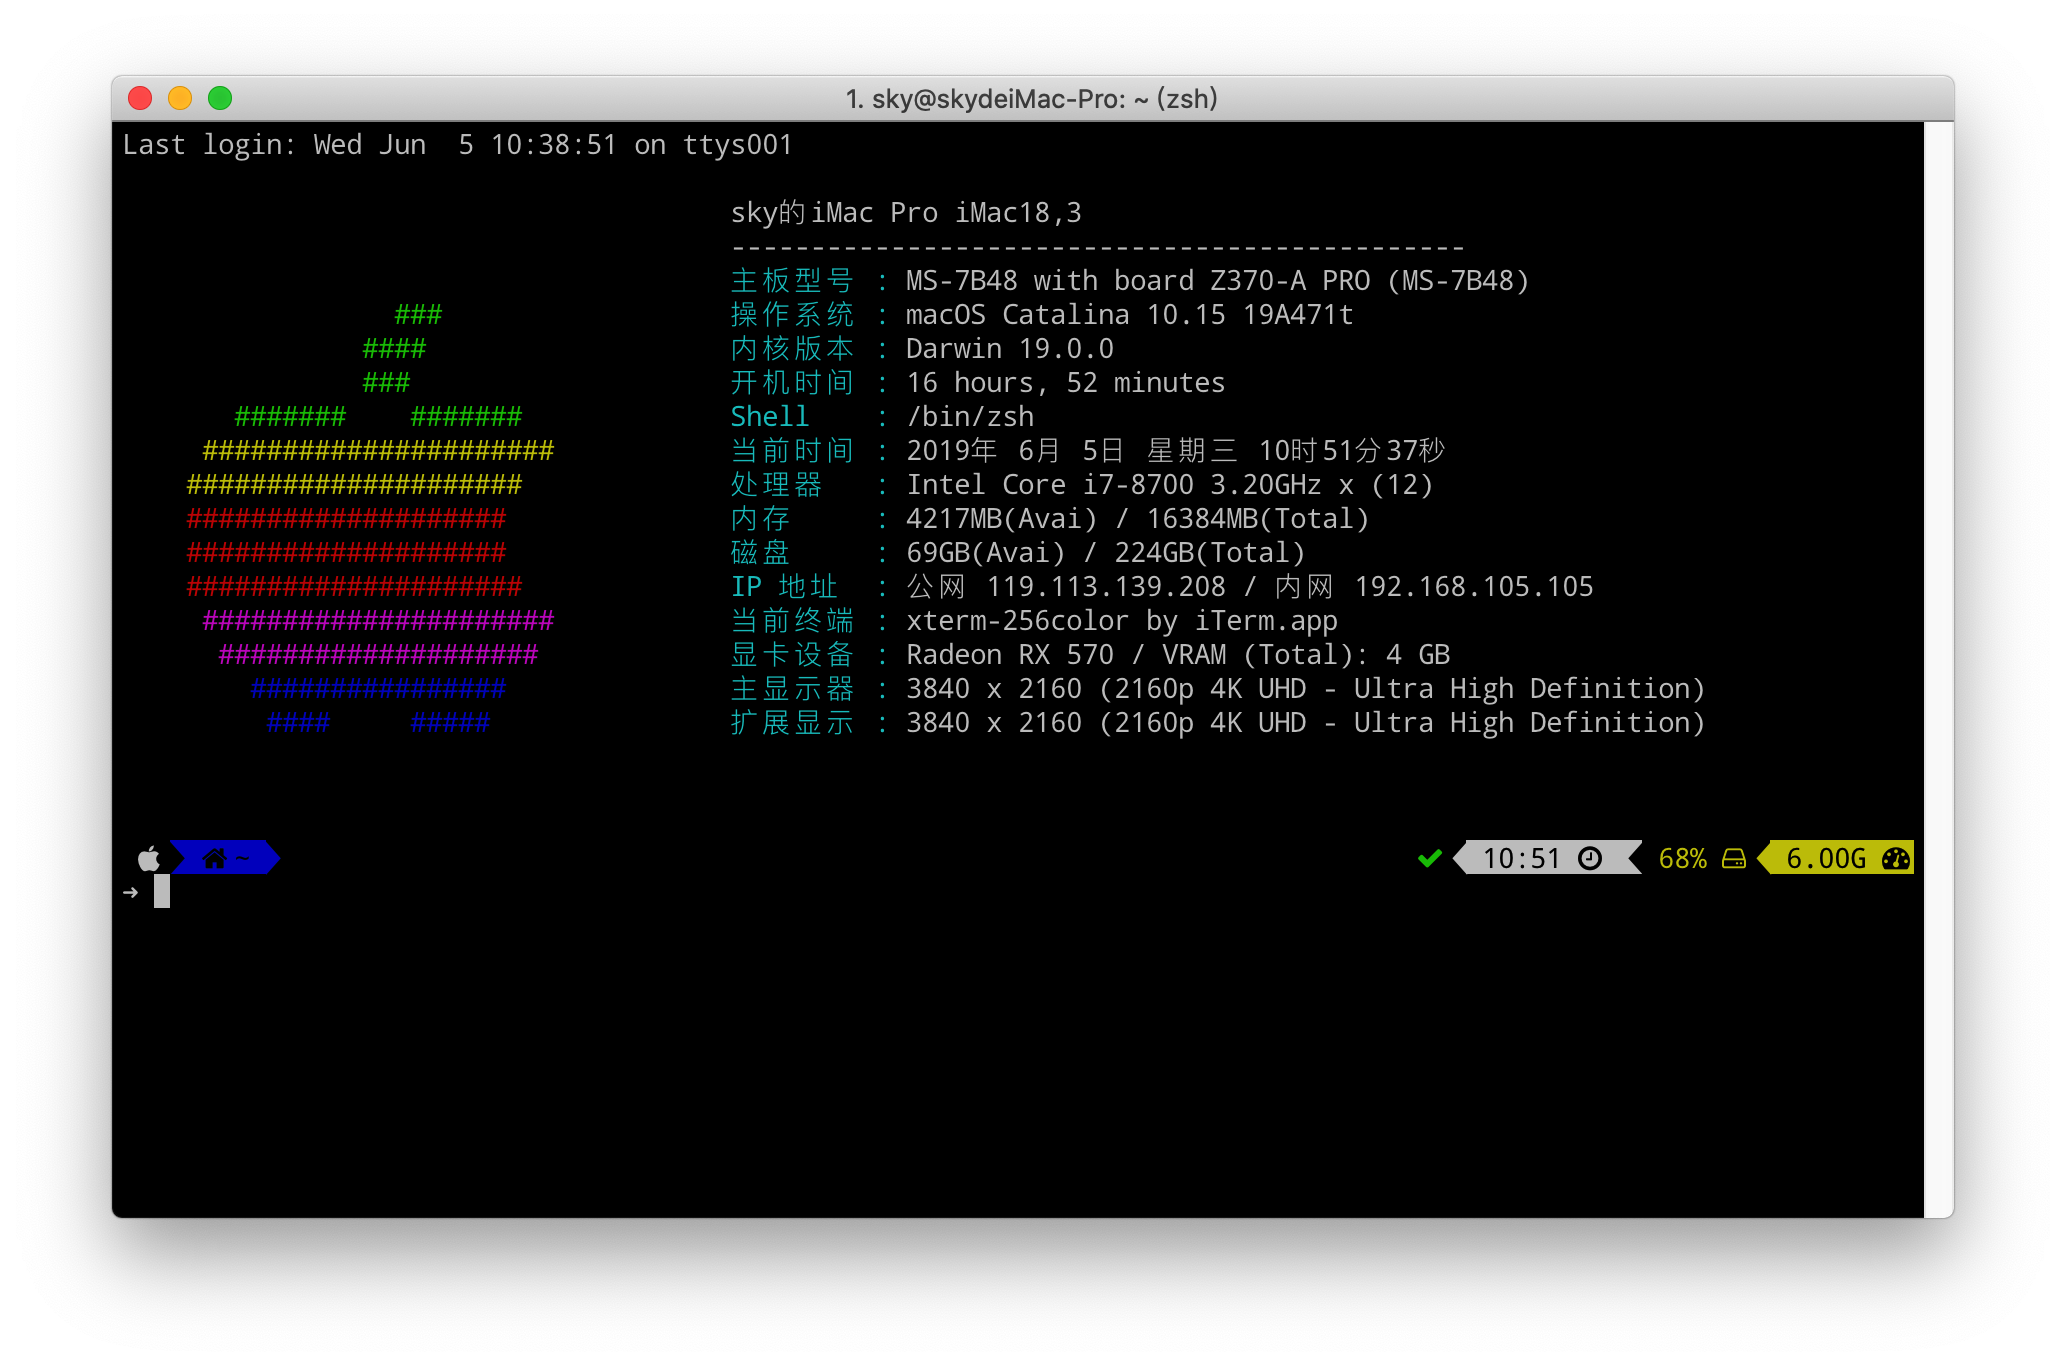 1. sky@skydeiMac-Pro: ~ (zsh)
Last login: Wed Jun  5 10:38:51 on ttys001
sky的iMac Pro iMac18,3
----------------------------------------------
主板型号 : MS-7B48 with board Z370-A PRO (MS-7B48)
### 操作系统 : macOS Catalina 10.15 19A471t
#### 内核版本 : Darwin 19.0.0
### 开机时间 : 16 hours, 52 minutes
####### ####### Shell : /bin/zsh
###################### 当前时间 : 2019年 6月 5日 星期三 10时51分37秒
##################### 处理器 : Intel Core i7-8700 3.20GHz x (12)
#################### 内存 : 4217MB(Avai) / 16384MB(Total)
#################### 磁盘 : 69GB(Avai) / 224GB(Total)
##################### IP 地址 : 公网 119.113.139.208 / 内网 192.168.105.105
###################### 当前终端 : xterm-256color by iTerm.app
#################### 显卡设备 : Radeon RX 570 / VRAM (Total): 4 GB
################ 主显示器 : 3840 x 2160 (2160p 4K UHD - Ultra High Definition)
#### ##### 扩展显示 : 3840 x 2160 (2160p 4K UHD - Ultra High Definition)
~ ✔ 10:51 68% 6.00G
➜